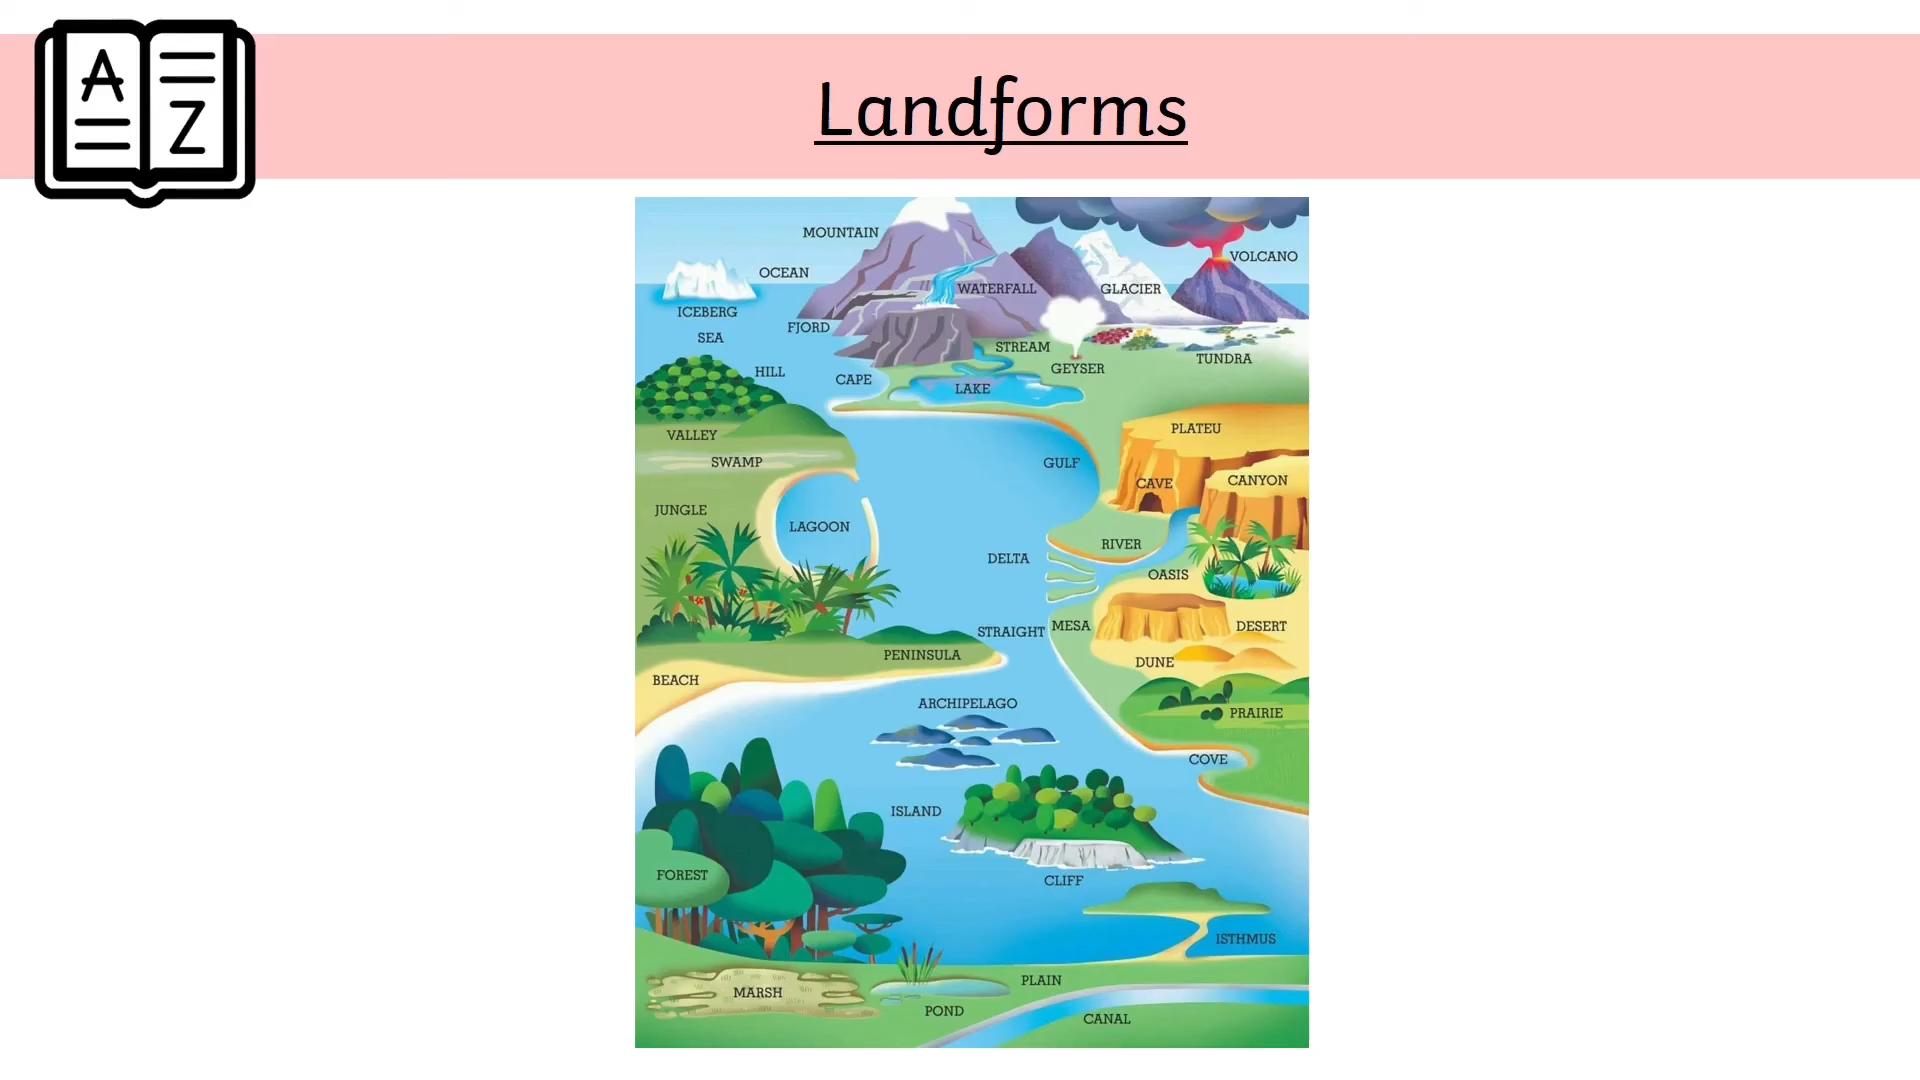 A
Z
Landforms
MOUNTAIN
VOLCANO
OCEAN
WATERFALL
GLACIER
ICEBERG
FJORD
SEA
STREAM
TUNDRA
GEYSER
HILL
CAPE
LAKE
PLATEU
VALLEY
SWAMP
GULF
CAVE
CANYON
JUNGLE
LAGOON
RIVER
DELTA
OASIS
STRAIGHT
MESA
DESERT
PENINSULA
DUNE
BEACH
ARCHIPELAGO
PRAIRIE
COVE
ISLAND
FOREST
CLIFF
ISTHMUS
PLAIN
MARSH
POND
CANAL